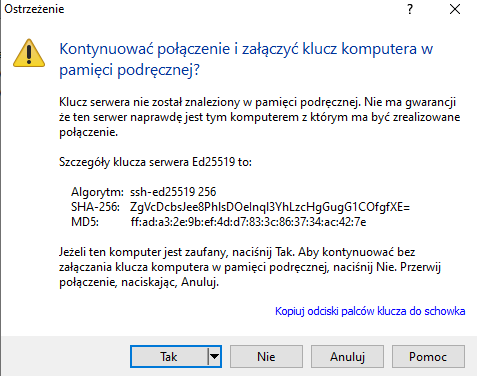 Ostrzeżenie
Kontynuować połączenie i załączyć klucz komputera w
pamięci podręcznej?
Klucz serwera nie został znaleziony w pamięci podręcznej. Nie ma gwarancji
że ten serwer naprawdę jest tym komputerem z którym ma być zrealizowane
połączenie.
Szczegóły klucza serwera Ed25519 to:
Algorytm: ssh-ed25519 256
SHA-256: ZgVcDcbsJee8PhlsDOeInqI3YhLzcHgGugG1COfgfXE=
MD5: ff:ad:a3:2e:9b:ef:4d:d7:83:3c:86:37:34:ac:42:7e
Jeżeli ten komputer jest zaufany, naciśnij Tak. Aby kontynuować bez
załączania klucza komputera w pamięci podręcznej, naciśnij Nie. Przerwij
połączenie, naciskając, Anuluj.
Kopiuj odciski palców klucza do schowka
Tak Nie Anuluj Pomoc